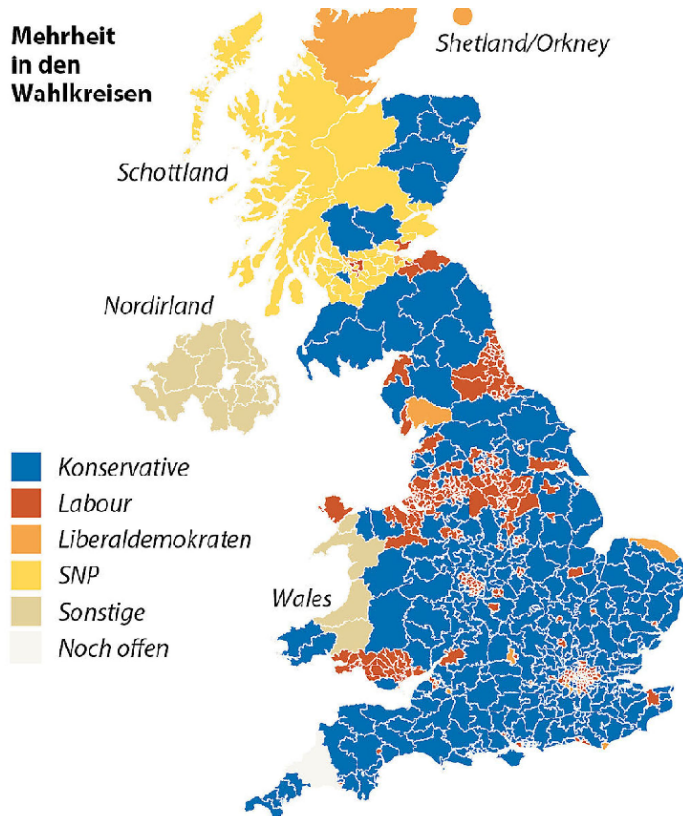 Mehrheit
in den
Wahlkreisen
Shetland/Orkney
Schottland
Nordirland
Konservative
Labour
Liberaldemokraten
SNP
Sonstige
Noch offen
Wales